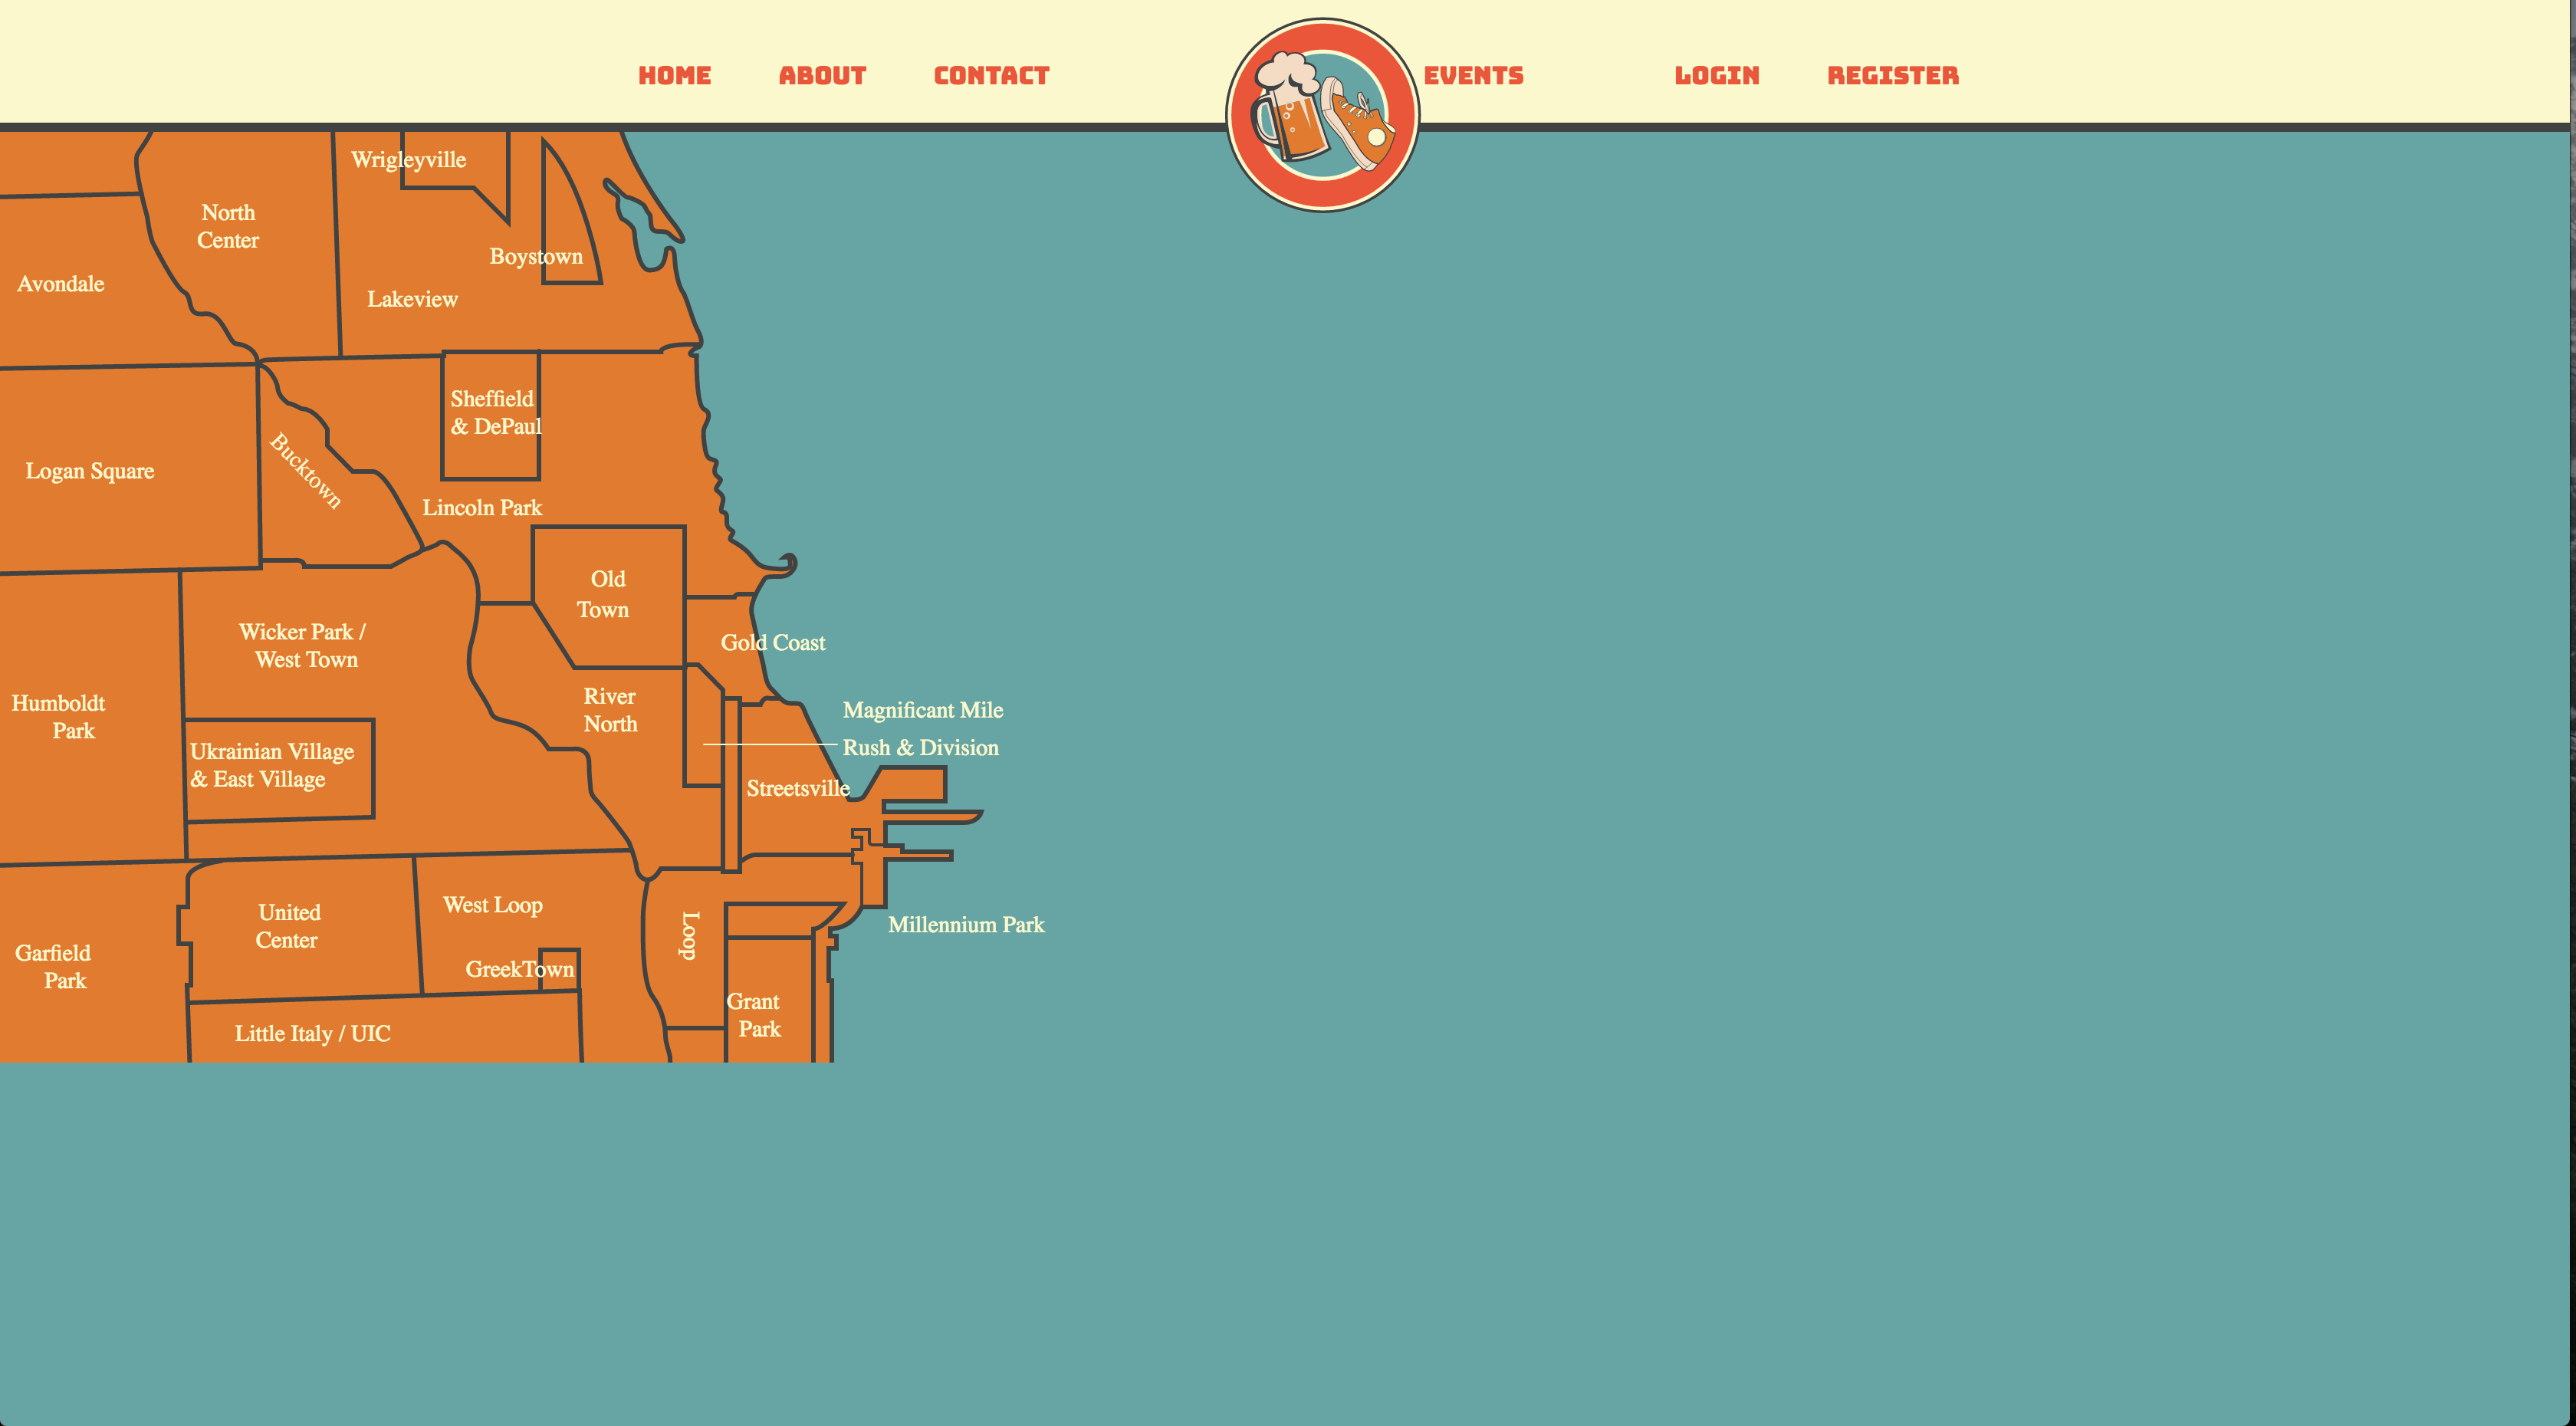 HOME
ABOUT
CONTACT
EVENTS
LOGIN
REGISTER
Wrigleyville
North
Center
Boystown
Avondale
Lakeview
Sheffield
& DePaul
Bucktown
Logan Square
Lincoln Park
Old
Town
Wicker Park /
West Town
Gold Coast
Humboldt
Park
River
North
Magnificant Mile
Rush & Division
Ukrainian Village
& East Village
Streetsville
United
Center
West Loop
Loop
Millennium Park
Garfield
Park
GreekTown
Grant
Park
Little Italy / UIC